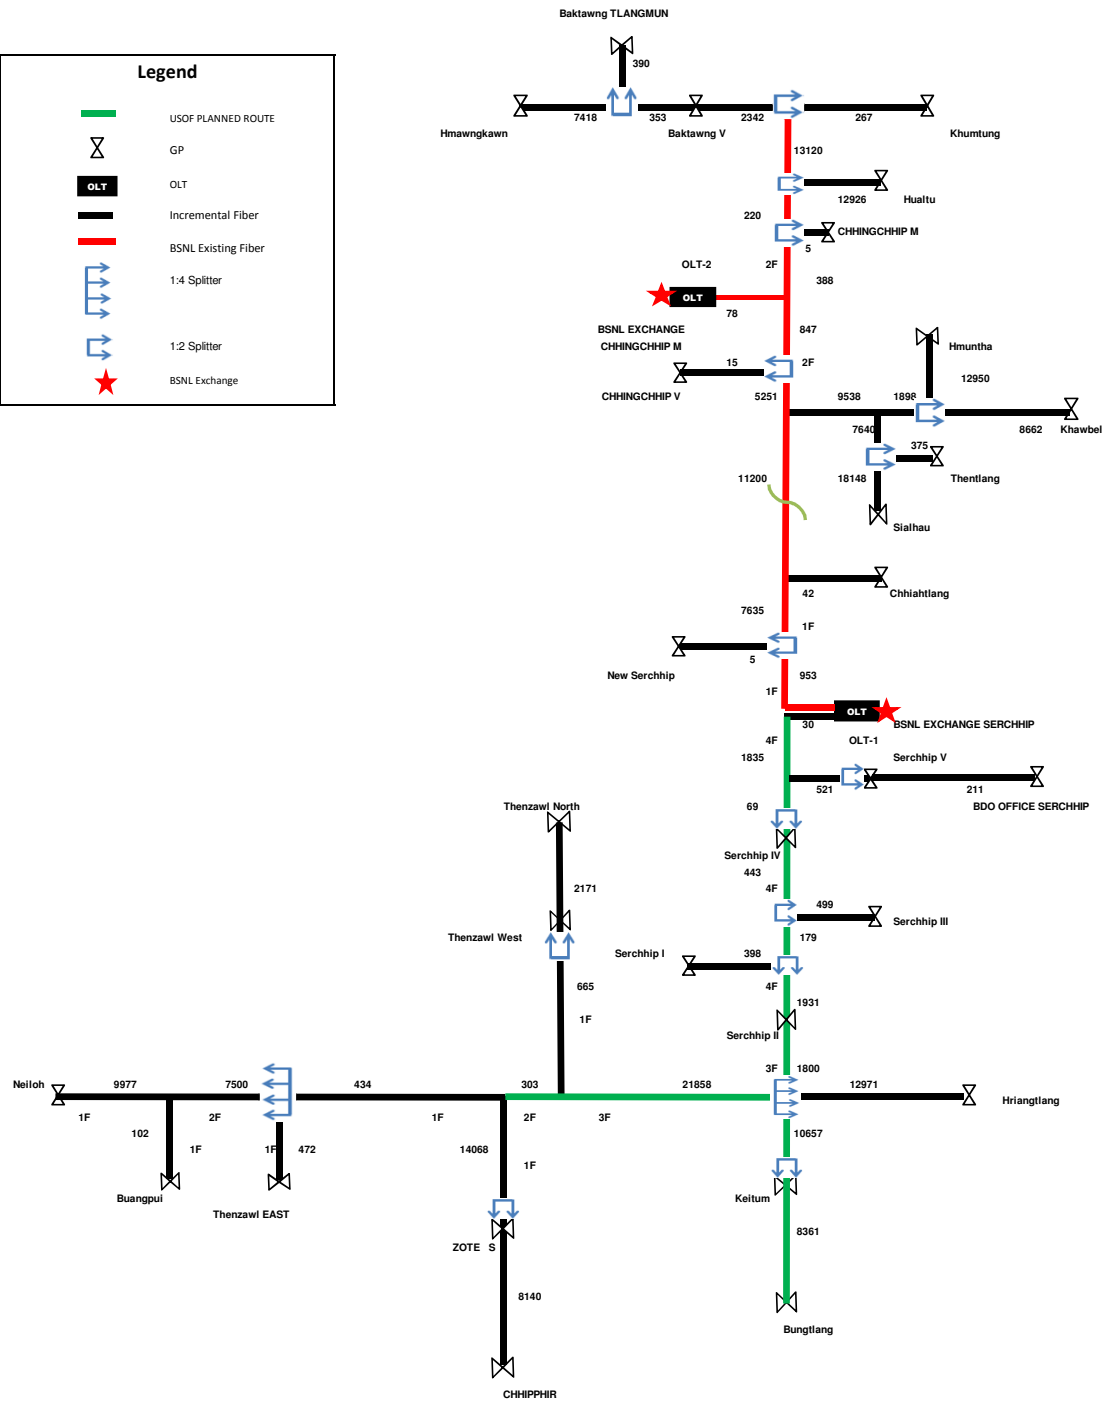 Baktawng TLANGMUN
390
Legend
USOF PLANNED ROUTE
GP
OLT
OLT
Incremental Fiber
BSNL Existing Fiber
1:4 Splitter
1:2 Splitter
BSNL Exchange
7418
353
2342
267
Hmawngkawn
Baktawng V
Khumtung
13120
12926
Hualtu
220
CHHINGCHHIP M
5
OLT-2
2F
388
OLT
78
BSNL EXCHANGE
CHHINGCHHIP M
847
15
2F
Hmuntha
12950
CHHINGCHHIP V
5251
9538
1898
7640
8662
Khawbel
375
11200
18148
Thentlang
Sialhau
42
Chhiahtlang
7635
1F
5
New Serchhip
953
1F
OLT
30
BSNL EXCHANGE SERCHHIP
4F
OLT-1
1835
Serchhip V
521
211
69
BDO OFFICE SERCHHIP
Thenzawl North
Serchhip IV
443
2171
4F
499
Serchhip III
Thenzawl West
179
Serchhip I
398
665
4F
1931
1F
Serchhip II
3F
1800
Neiloh
9977
7500
434
303
21858
12971
Hriangtlang
1F
2F
1F
2F
3F
102
1F
1F
472
14068
10657
1F
Buangpui
Keitum
Thenzawl EAST
8361
ZOTE S
8140
Bungtlang
CHHIPPHIR